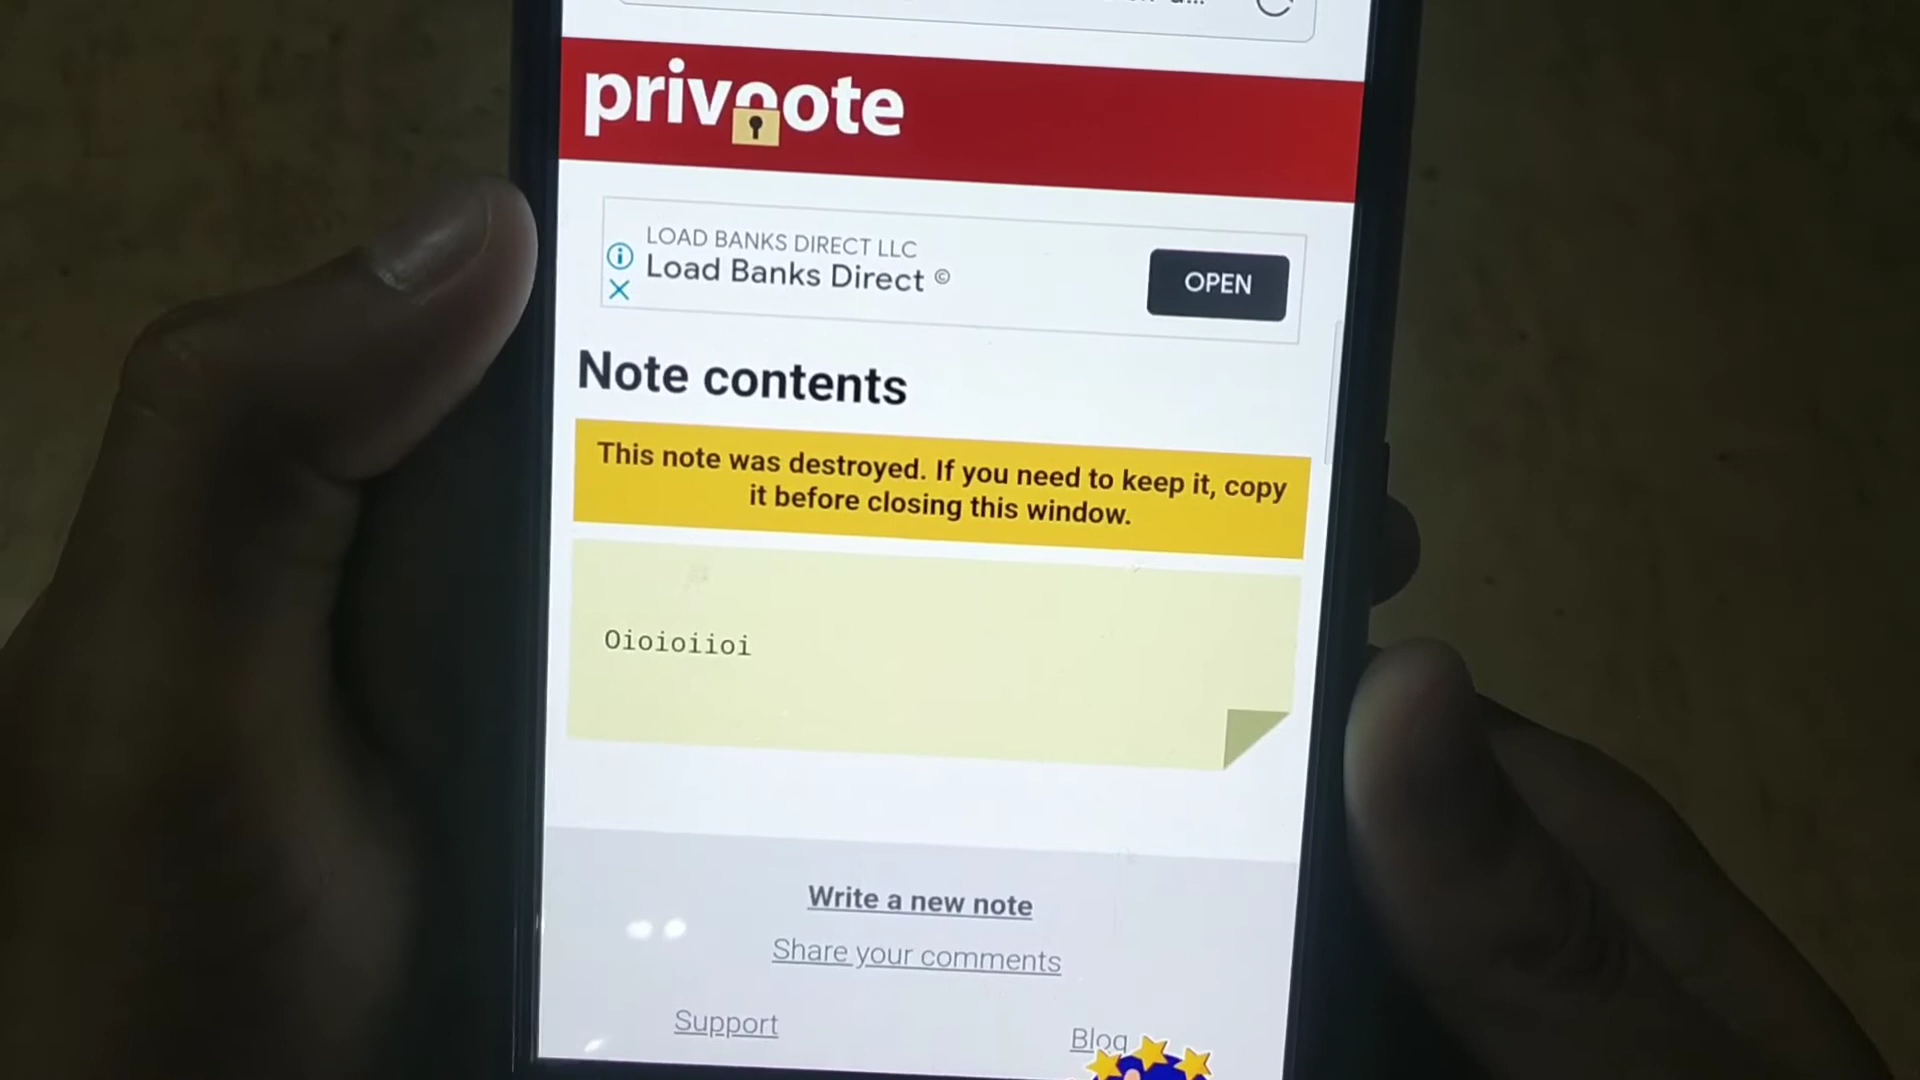 privnote
LOAD BANKS DIRECT LLC
Load Banks Direct ©
OPEN
Note contents
This note was destroyed. If you need to keep it, copy
it before closing this window.
Oioioiioi
Write a new note
Share your comments
Support
Blog